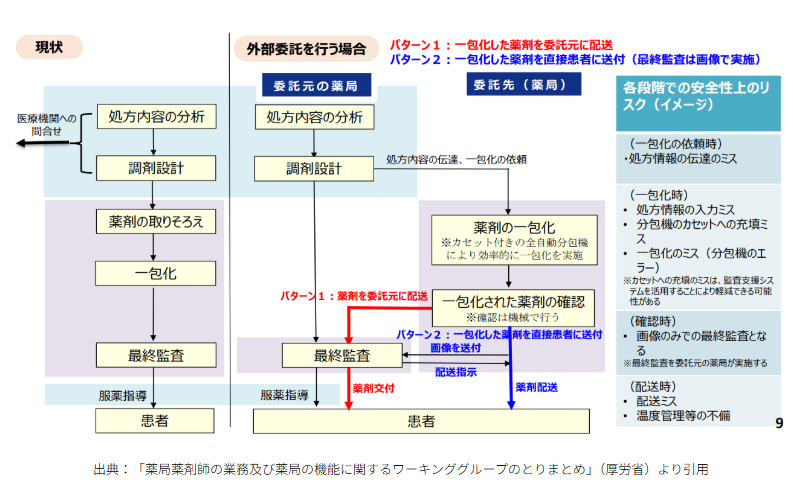 現状
外部委託を行う場合
パターン１：一包化した薬剤を委託元に配送
パターン２：一包化した薬剤を直接患者に送付（最終監査は画像で実施）
委託元の薬局
委託先（薬局）
医療機関への
問合せ
処方内容の分析
調剤設計
薬剤の取りそろえ
一包化
最終監査
服薬指導
患者
処方内容の分析
調剤設計
処方内容の伝達、一包化の依頼
薬剤の一包化
※カセット付きの全自動分包機
により効率的に一包化を実施
パターン１：薬剤を委託元に配送
一包化された薬剤の確認
※確認は機械で行う
パターン２：一包化した薬剤を直接患者に送付
画像を送付
最終監査
配送指示
服薬指導
薬剤交付
薬剤配送
患者
各段階での安全性上のリ
スク（イメージ）
（一包化の依頼時）
・処方情報の伝達のミス
（一包化時）
• 処方情報の入力ミス
• 分包機のカセットへの充填ミ
ス
• 一包化のミス（分包機のエ
ラー）
※カセットへの充填のミスは、監査支援シス
テムを活用することにより軽減できる可能
性がある
（確認時）
• 画像のみでの最終監査とな
る
※最終監査を委託元の薬局が実施する
（配送時）
• 配送ミス
• 温度管理等の不備
9
出典：「薬局薬剤師の業務及び薬局の機能に関するワーキンググループのとりまとめ」（厚労省）より引用